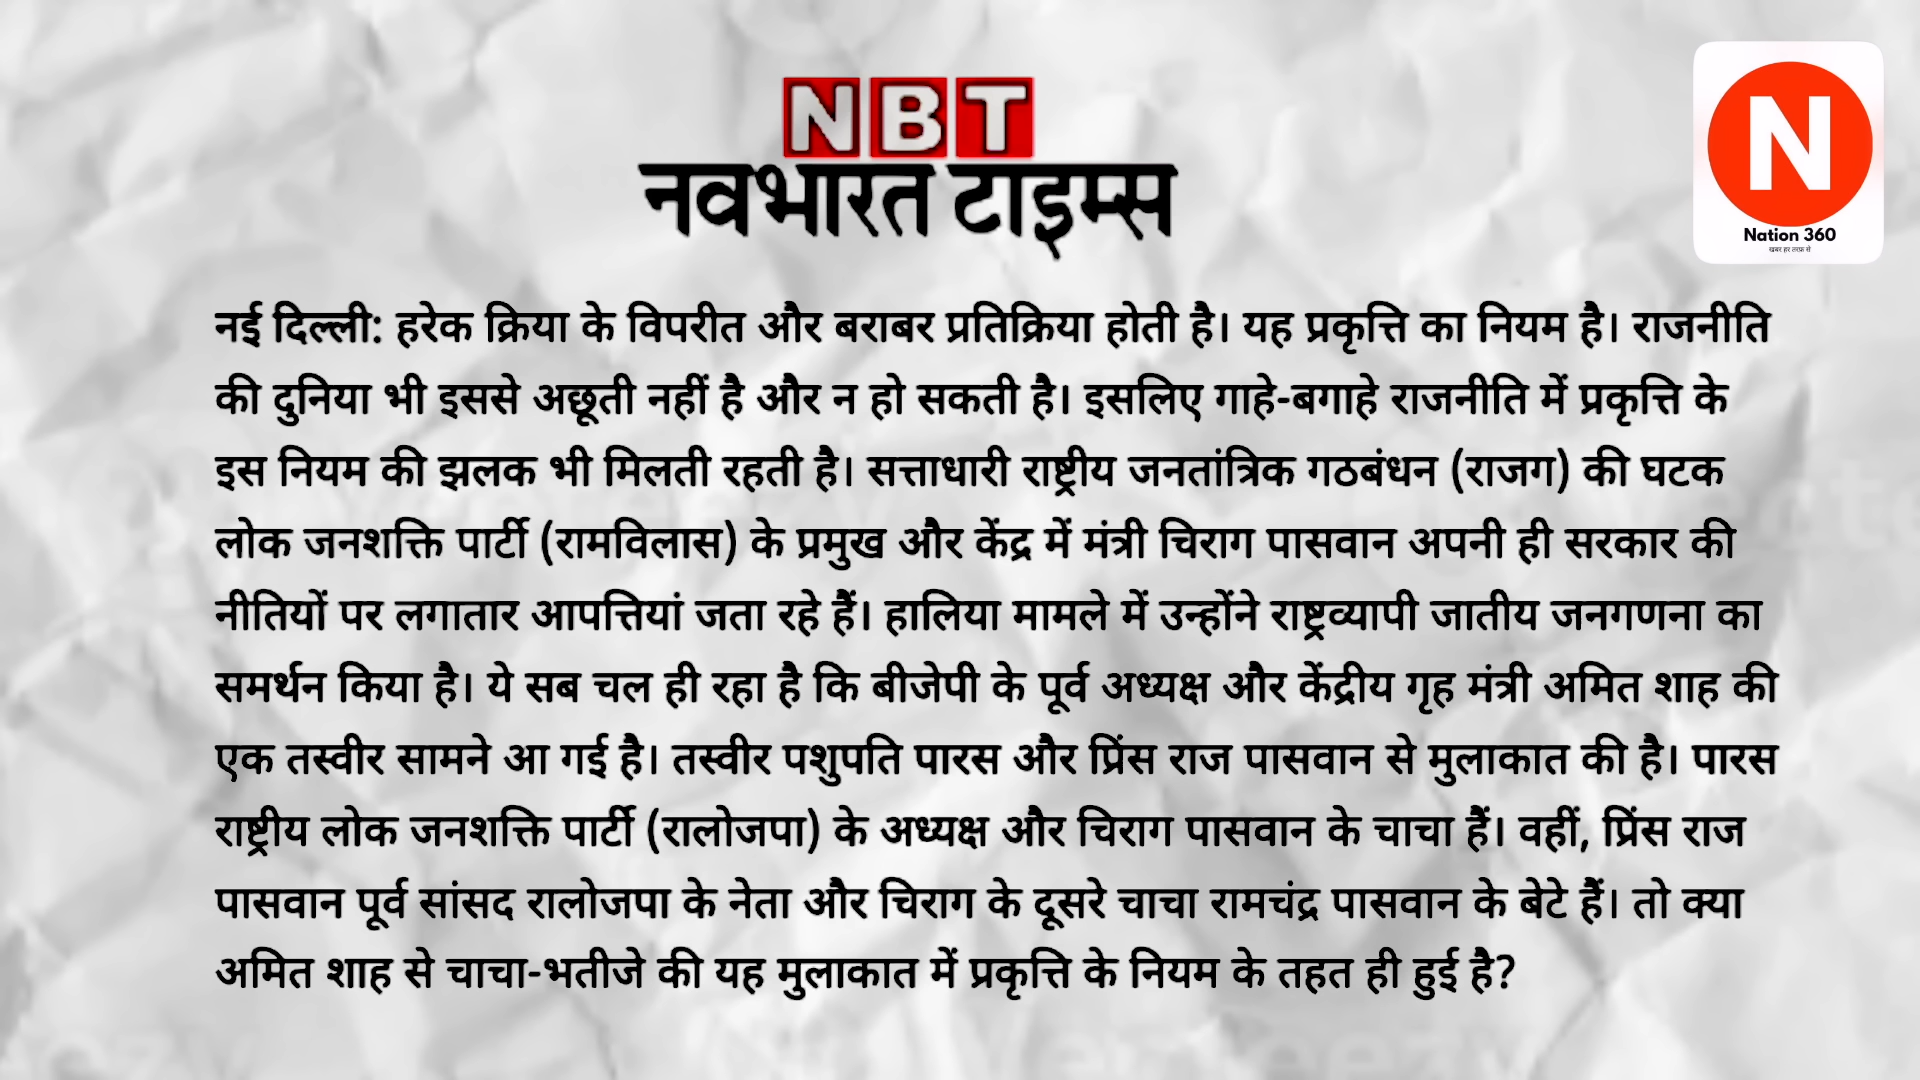 NBT
नवभारत टाइम्स
N
Nation 360
खबर हर तरफ से
नई दिल्ली: हरेक क्रिया के विपरीत और बराबर प्रतिक्रिया होती है। यह प्रकृत्ति का नियम है। राजनीति
की दुनिया भी इससे अछूती नहीं है और न हो सकती है। इसलिए गाहे-बगाहे राजनीति में प्रकृत्ति के
इस नियम की झलक भी मिलती रहती है। सत्ताधारी राष्ट्रीय जनतांत्रिक गठबंधन (राजग) की घटक
लोक जनशक्ति पार्टी (रामविलास) के प्रमुख और केंद्र में मंत्री चिराग पासवान अपनी ही सरकार की
नीतियों पर लगातार आपत्तियां जता रहे हैं। हालिया मामले में उन्होंने राष्ट्रव्यापी जातीय जनगणना का
समर्थन किया है। ये सब चल ही रहा है कि बीजेपी के पूर्व अध्यक्ष और केंद्रीय गृह मंत्री अमित शाह की
एक तस्वीर सामने आ गई है। तस्वीर पशुपति पारस और प्रिंस राज पासवान से मुलाकात की है। पारस
राष्ट्रीय लोक जनशक्ति पार्टी (रालोजपा) के अध्यक्ष और चिराग पासवान के चाचा हैं। वहीं, प्रिंस राज
पासवान पूर्व सांसद रालोजपा के नेता और चिराग के दूसरे चाचा रामचंद्र पासवान के बेटे हैं। तो क्या
अमित शाह से चाचा-भतीजे की यह मुलाकात में प्रकृत्ति के नियम के तहत ही हुई है?